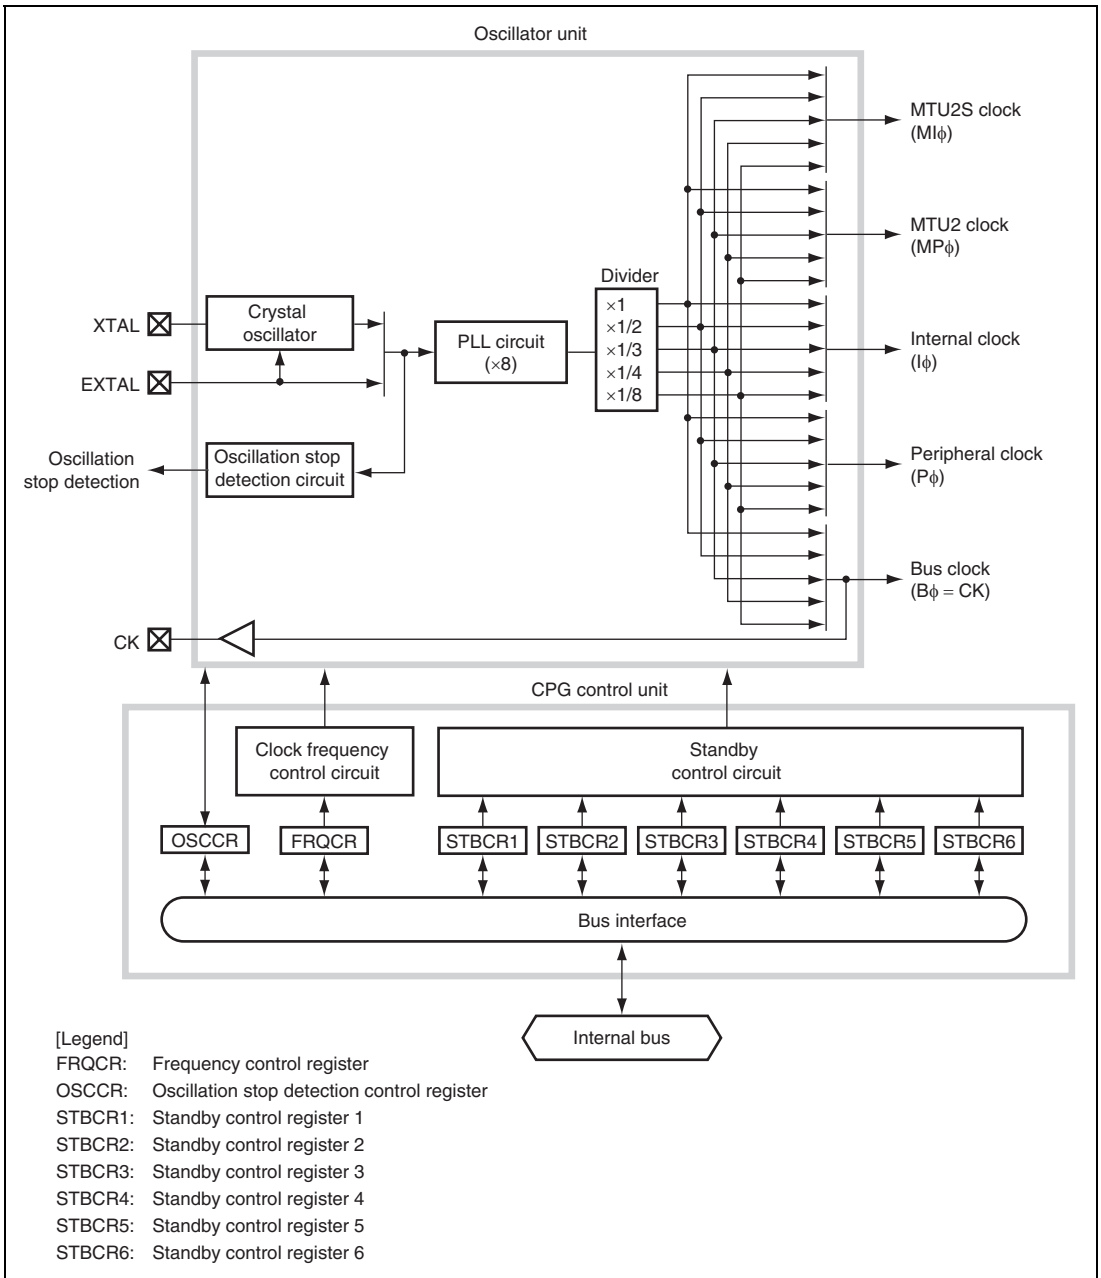 Oscillator unit
MTU2S clock
(MIϕ)
MTU2 clock
(MPϕ)
Divider
×1
×1/2
×1/3
×1/4
×1/8
Crystal
oscillator
XTAL
PLL circuit
(×8)
Internal clock
(Iϕ)
EXTAL
Oscillation
stop detection
Oscillation stop
detection circuit
Peripheral clock
(Pϕ)
Bus clock
(Bϕ = CK)
CK
CPG control unit
Clock frequency
control circuit
Standby
control circuit
OSCCR
FRQCR
STBCR1
STBCR2
STBCR3
STBCR4
STBCR5
STBCR6
Bus interface
Internal bus
[Legend]
FRQCR: Frequency control register
OSCCR: Oscillation stop detection control register
STBCR1: Standby control register 1
STBCR2: Standby control register 2
STBCR3: Standby control register 3
STBCR4: Standby control register 4
STBCR5: Standby control register 5
STBCR6: Standby control register 6